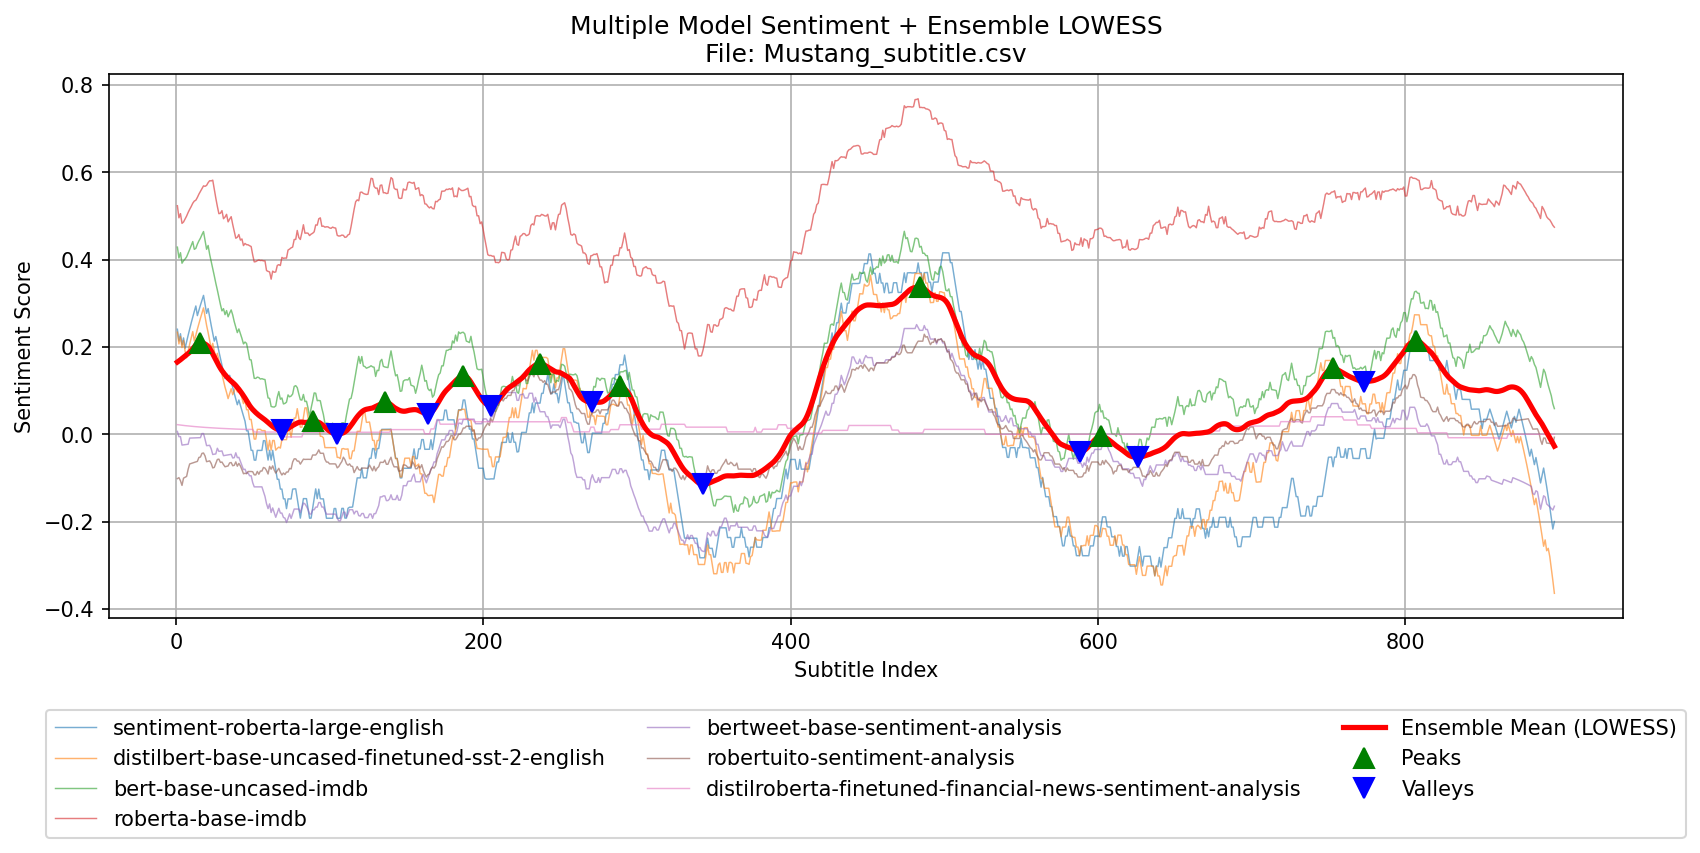 Multiple Model Sentiment + Ensemble LOWESS
File: Mustang_subtitle.csv
Sentiment Score
0.8
0.6
0.4
0.2
0.0
−0.2
−0.4
0
200
400
600
800
Subtitle Index
sentiment-roberta-large-english
distilbert-base-uncased-finetuned-sst-2-english
bert-base-uncased-imdb
roberta-base-imdb
bertweet-base-sentiment-analysis
robertuito-sentiment-analysis
distilroberta-finetuned-financial-news-sentiment-analysis
Ensemble Mean (LOWESS)
Peaks
Valleys